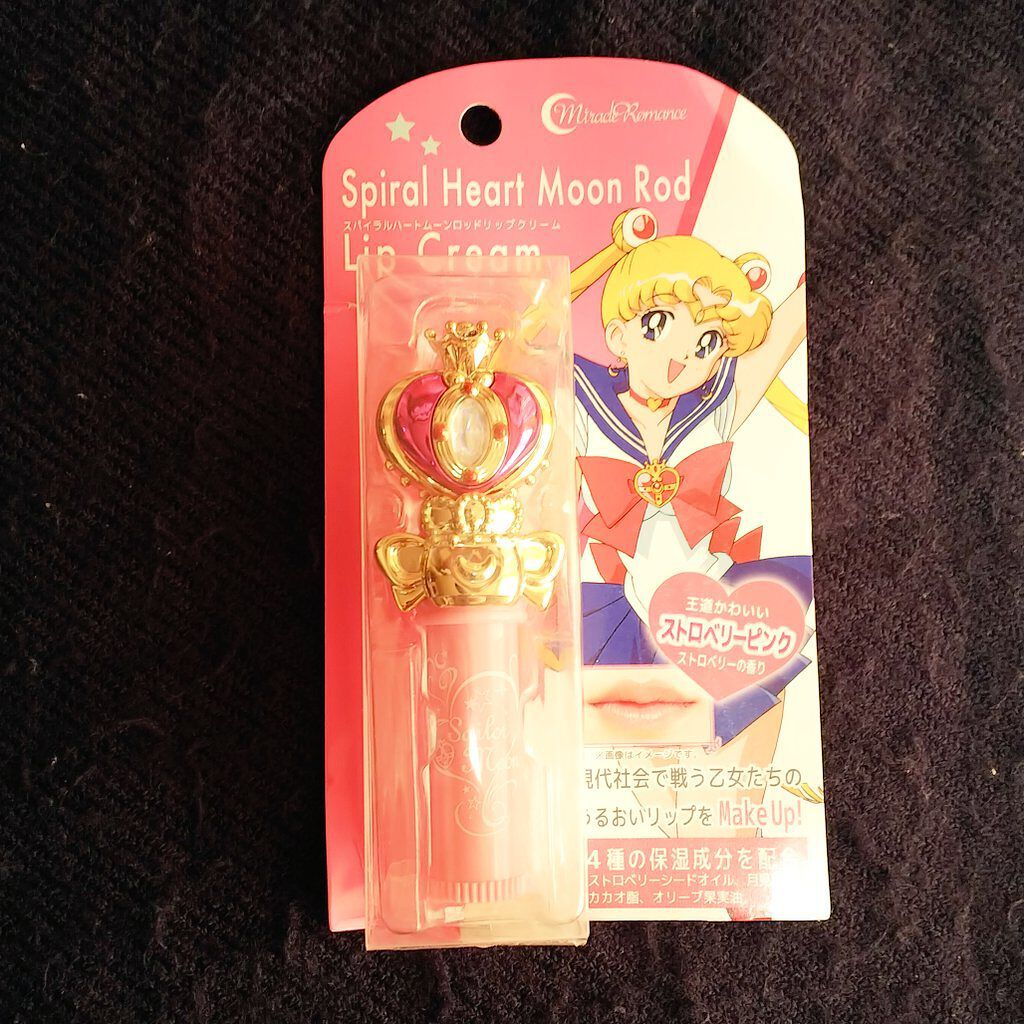 Miracle Romance
Spiral Heart Moon Rod
スパイラルハートムーンロッドリップクリーム
Lip Cream
Sailor
Moon
王道かわいい
ストロベリーピンク
ストロベリーの香り
※画像はイメージです。
現代社会で戦う乙女たちの
うるおいリップを Make Up!
4種の保湿成分を配合
ストロベリーシードオイル、月見
カカオ脂、オリーブ果実油